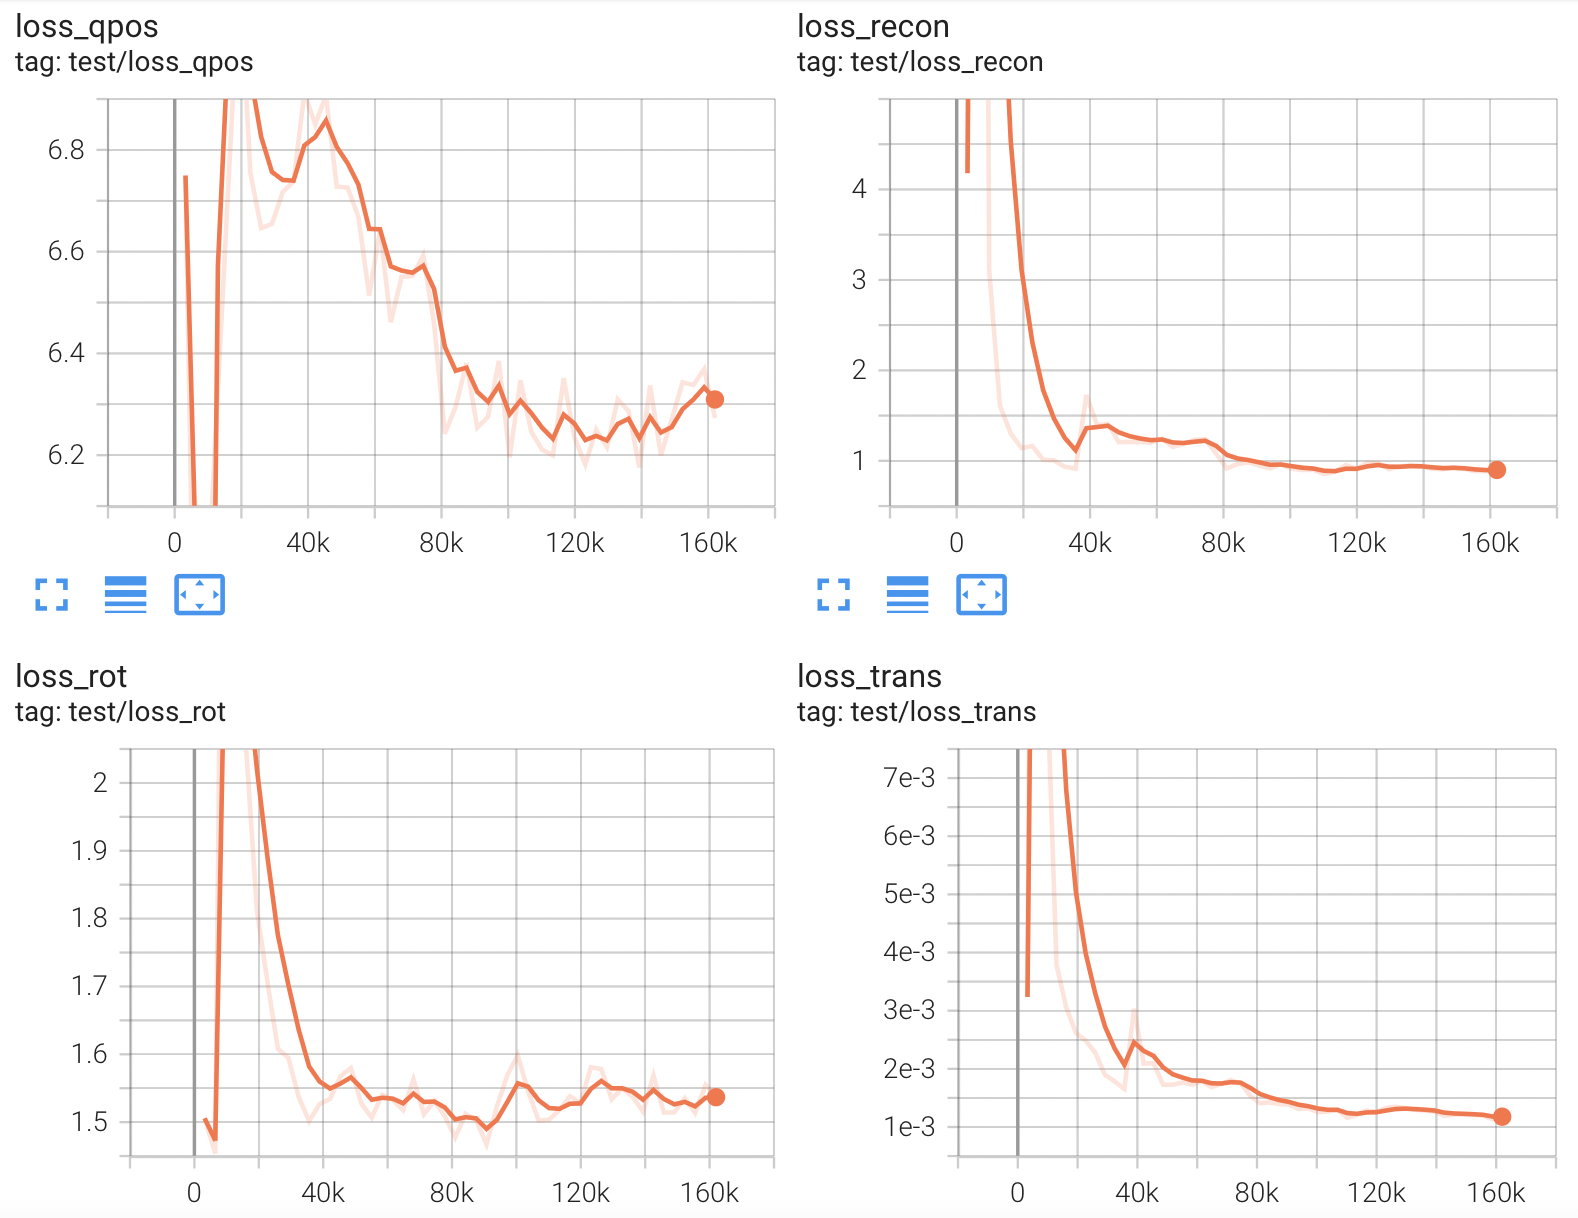 loss_qpos
tag: test/loss_qpos
6.8
6.6
6.4
6.2
0 40k 80k 120k 160k
loss_recon
tag: test/loss_recon
4
3
2
1
0 40k 80k 120k 160k
loss_rot
tag: test/loss_rot
2
1.9
1.8
1.7
1.6
1.5
0 40k 80k 120k 160k
loss_trans
tag: test/loss_trans
7e-3
6e-3
5e-3
4e-3
3e-3
2e-3
1e-3
0 40k 80k 120k 160k